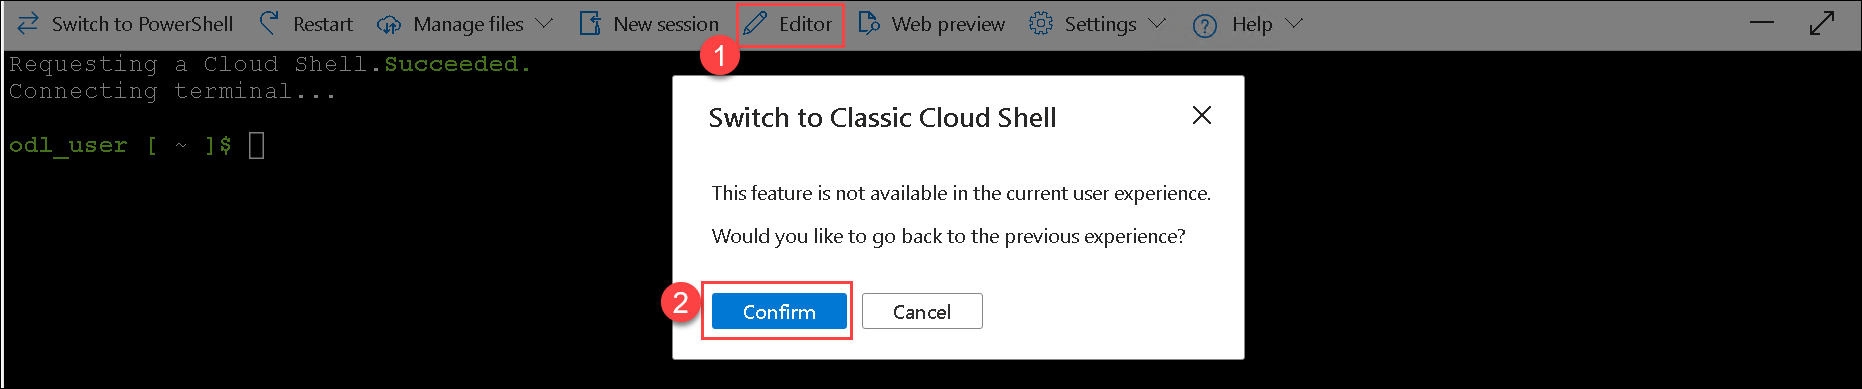 Switch to PowerShell Restart Manage files New session Editor Web preview Settings ? Help
1
Requesting a Cloud Shell.Succeeded.
Connecting terminal...
odl_user [ ~ ]$
Switch to Classic Cloud Shell
This feature is not available in the current user experience.
Would you like to go back to the previous experience?
2
Confirm Cancel